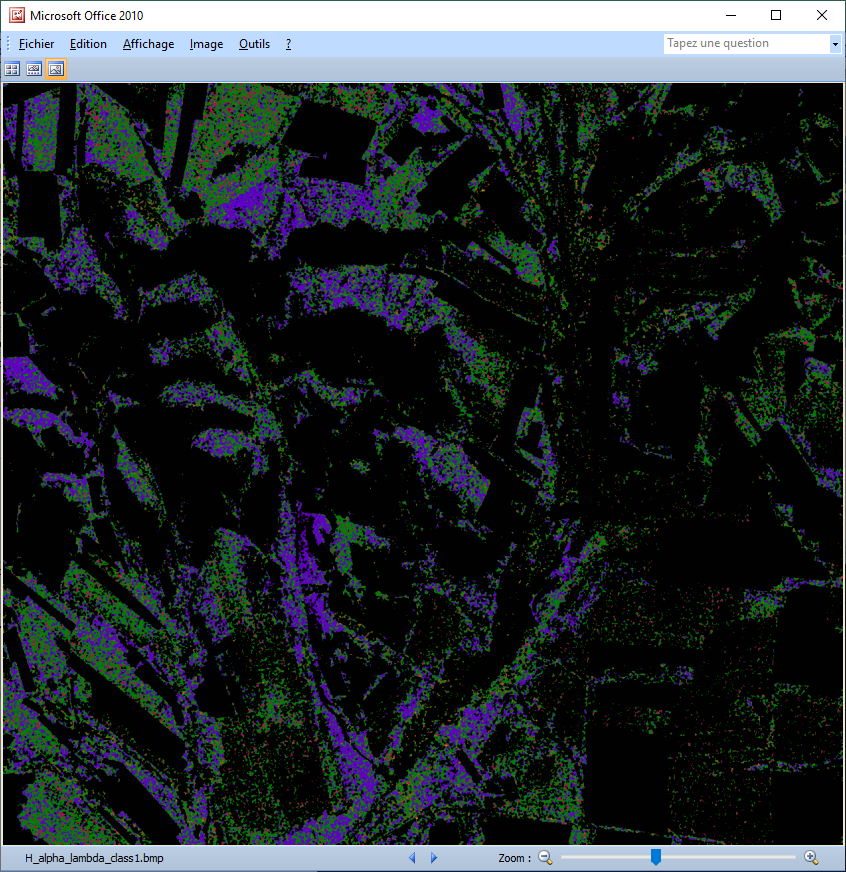 Microsoft Office 2010
Fichier Edition Affichage Image Outils ? Tapez une question
H_alpha_lambda_class1.bmp Zoom :